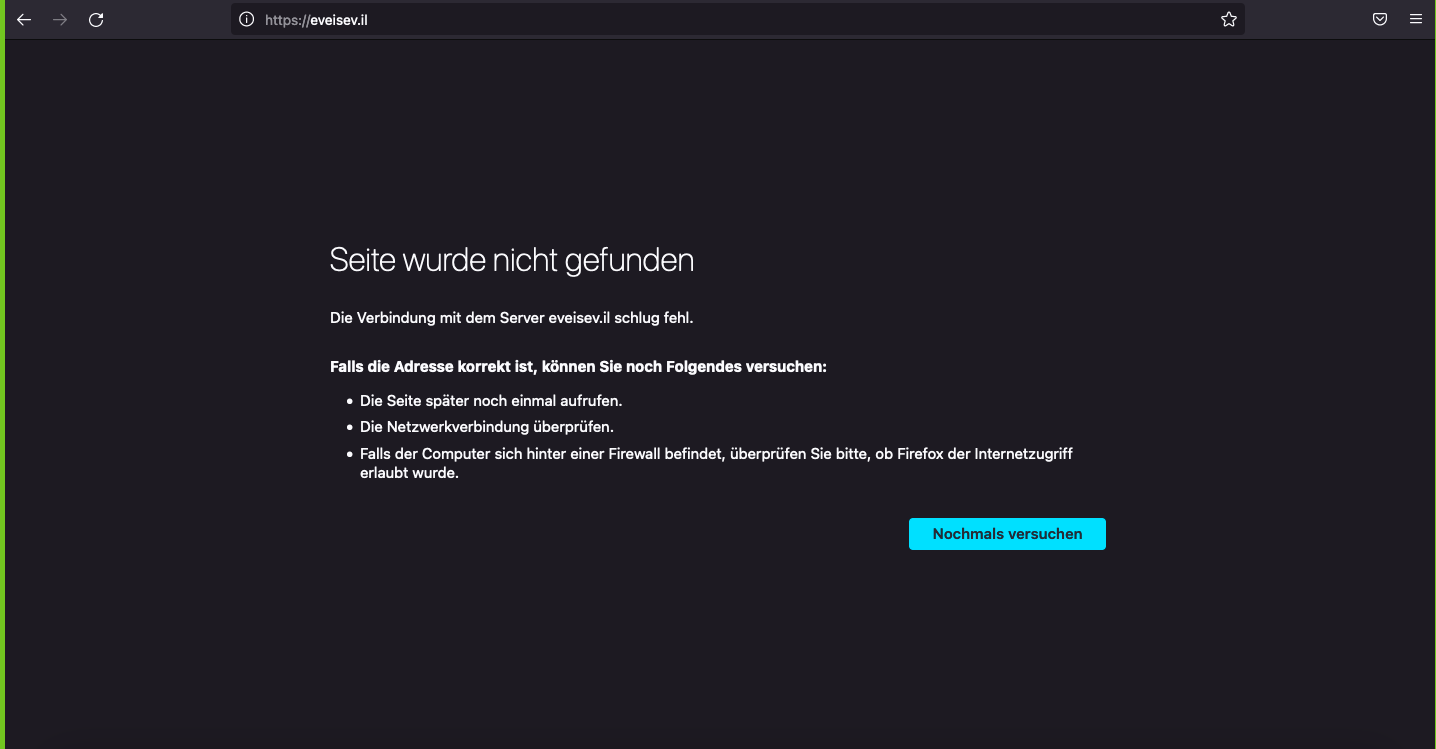 https://eveisev.il
Seite wurde nicht gefunden
Die Verbindung mit dem Server eveisev.il schlug fehl.
Falls die Adresse korrekt ist, können Sie noch Folgendes versuchen:
• Die Seite später noch einmal aufrufen.
• Die Netzwerkverbindung überprüfen.
• Falls der Computer sich hinter einer Firewall befindet, überprüfen Sie bitte, ob Firefox der Internetzugriff
erlaubt wurde.
Nochmals versuchen